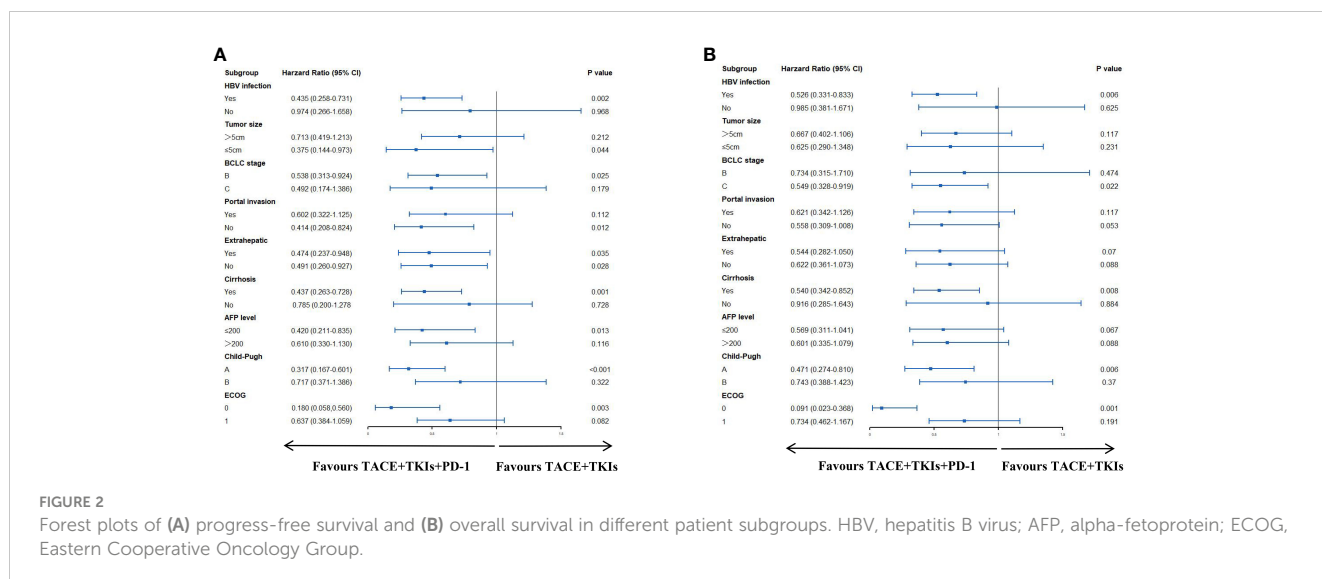 A
Subgroup Harzard Ratio (95% CI) P value
HBV infection
Yes 0.435 (0.258-0.731) 0.002
No 0.974 (0.266-1.658) 0.968
Tumor size
>5cm 0.713 (0.419-1.213) 0.212
≤5cm 0.375 (0.144-0.973) 0.044
BCLC stage
B 0.538 (0.313-0.924) 0.025
C 0.492 (0.174-1.386) 0.179
Portal invasion
Yes 0.602 (0.322-1.125) 0.112
No 0.414 (0.208-0.824) 0.012
Extrahepatic
Yes 0.474 (0.237-0.948) 0.035
No 0.491 (0.260-0.927) 0.028
Cirrhosis
Yes 0.437 (0.263-0.728) 0.001
No 0.785 (0.200-1.278 0.728
AFP level
≤200 0.420 (0.211-0.835) 0.013
>200 0.610 (0.330-1.130) 0.116
Child-Pugh
A 0.317 (0.167-0.601) <0.001
B 0.717 (0.371-1.386) 0.322
ECOG
0 0.180 (0.058,0.560) 0.003
1 0.637 (0.384-1.059) 0.082
0 0.5 1 1.5
Favours TACE+TKIs+PD-1 Favours TACE+TKIs
B
Subgroup Harzard Ratio (95% CI) P value
HBV infection
Yes 0.526 (0.331-0.833) 0.006
No 0.985 (0.381-1.671) 0.625
Tumor size
>5cm 0.667 (0.402-1.106) 0.117
≤5cm 0.625 (0.290-1.348) 0.231
BCLC stage
B 0.734 (0.315-1.710) 0.474
C 0.549 (0.328-0.919) 0.022
Portal invasion
Yes 0.621 (0.342-1.126) 0.117
No 0.558 (0.309-1.008) 0.053
Extrahepatic
Yes 0.544 (0.282-1.050) 0.07
No 0.622 (0.361-1.073) 0.088
Cirrhosis
Yes 0.540 (0.342-0.852) 0.008
No 0.916 (0.285-1.643) 0.884
AFP level
≤200 0.569 (0.311-1.041) 0.067
>200 0.601 (0.335-1.079) 0.088
Child-Pugh
A 0.471 (0.274-0.810) 0.006
B 0.743 (0.388-1.423) 0.37
ECOG
0 0.091 (0.023-0.368) 0.001
1 0.734 (0.462-1.167) 0.191
0 0.5 1 1.5
Favours TACE+TKIs+PD-1 Favours TACE+TKIs
FIGURE 2
Forest plots of (A) progress-free survival and (B) overall survival in different patient subgroups. HBV, hepatitis B virus; AFP, alpha-fetoprotein; ECOG,
Eastern Cooperative Oncology Group.